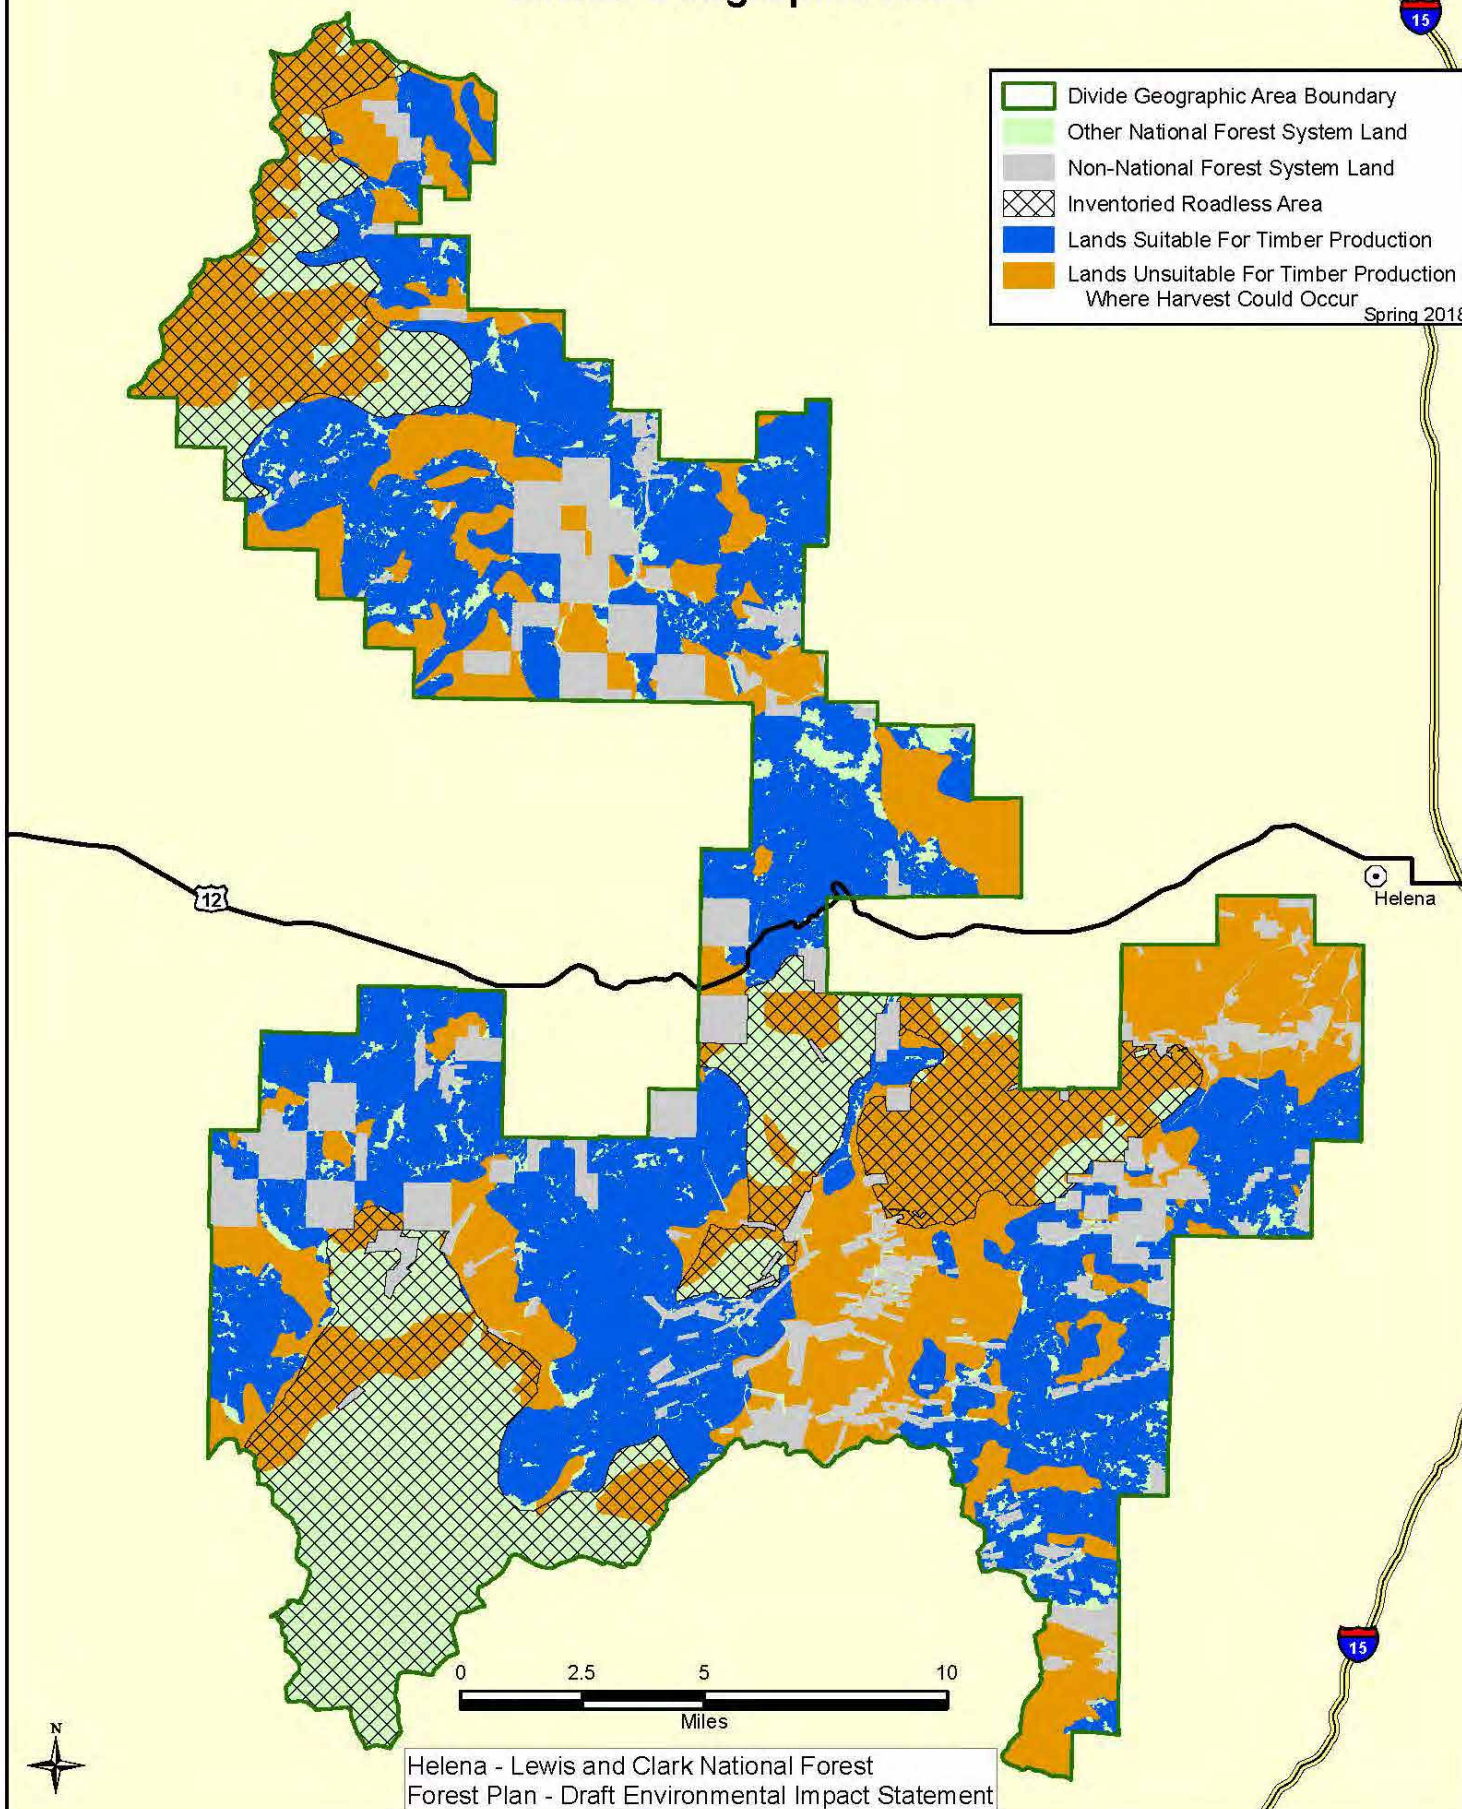 15
Divide Geographic Area Boundary
Other National Forest System Land
Non-National Forest System Land
Inventoried Roadless Area
Lands Suitable For Timber Production
Lands Unsuitable For Timber Production
Where Harvest Could Occur
Spring 2018
12
Helena
15
0 2.5 5 10
Miles
N
Helena - Lewis and Clark National Forest
Forest Plan - Draft Environmental Impact Statement